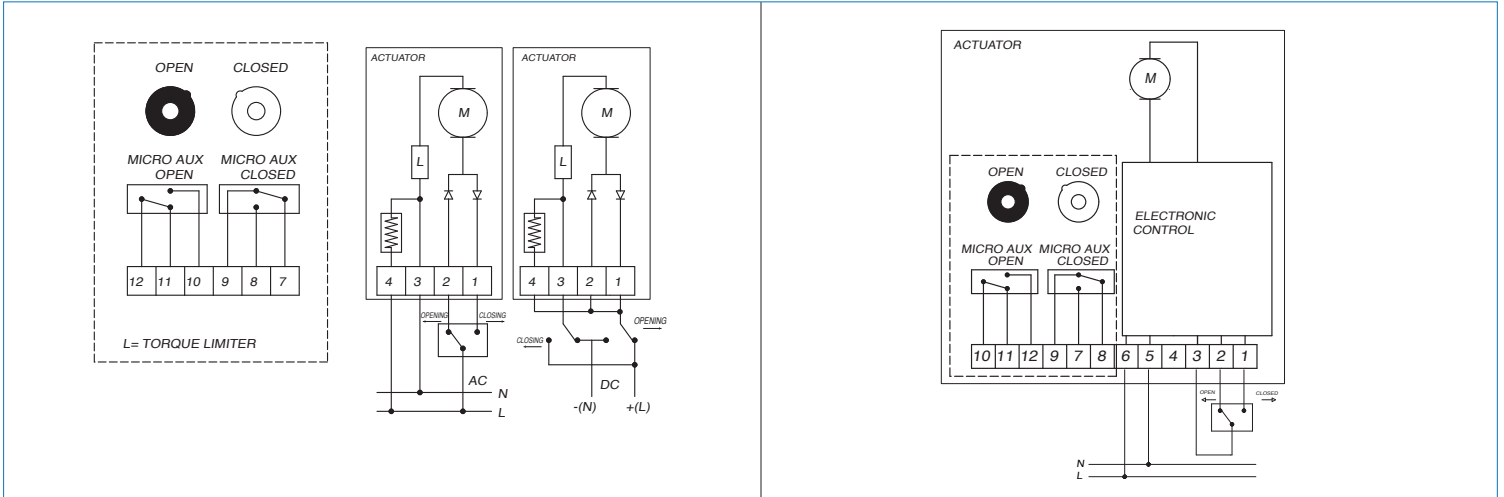 OPEN CLOSED
MICRO AUX MICRO AUX
OPEN CLOSED
12 11 10 9 8 7
L= TORQUE LIMITER
ACTUATOR
M
L
4 3 2 1
OPENING CLOSING
AC
N
L
ACTUATOR
M
L
4 3 2 1
OPENING
CLOSING
DC
-(N) +(L)
ACTUATOR
M
OPEN CLOSED
ELECTRONIC
CONTROL
MICRO AUX MICRO AUX
OPEN CLOSED
10 11 12 9 7 8 6 5 4 3 2 1
OPEN CLOSED
N
L